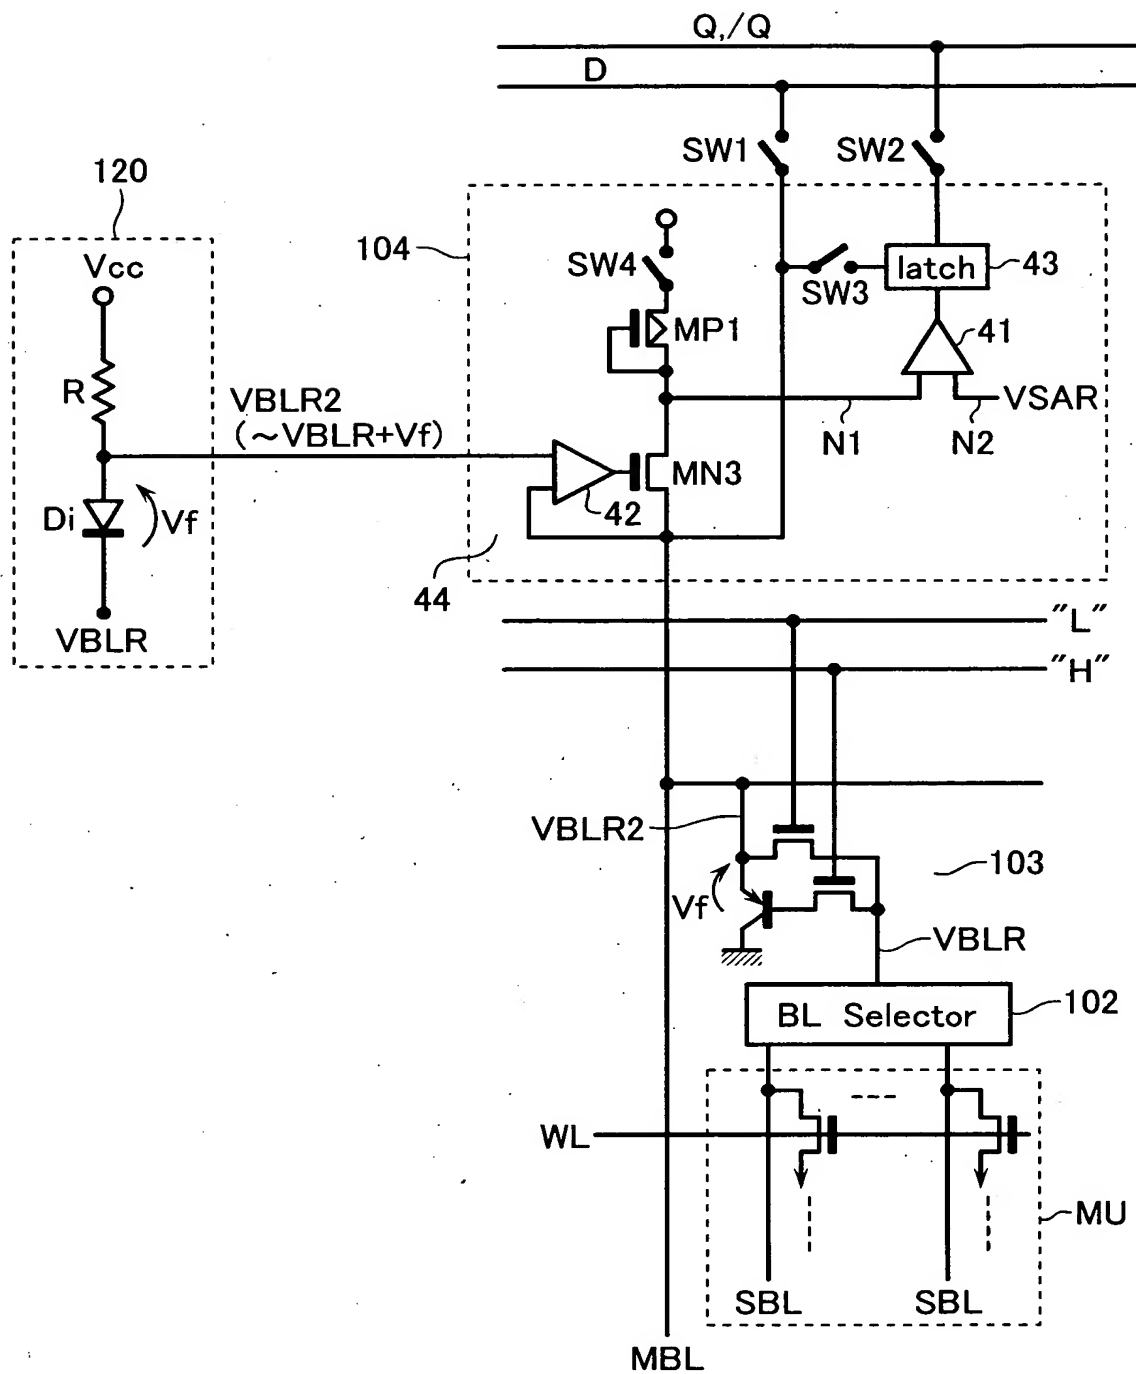 Q,/Q
D
SW1
SW2
120
104
Vcc
SW4
SW3
latch
43
MP1
41
R
VBLR2
(~VBLR+Vf)
N1
N2
VSAR
MN3
42
Di
Vf
44
VBLR
"L"
"H"
VBLR2
103
Vf
VBLR
BL Selector
102
WL
MU
SBL
SBL
MBL